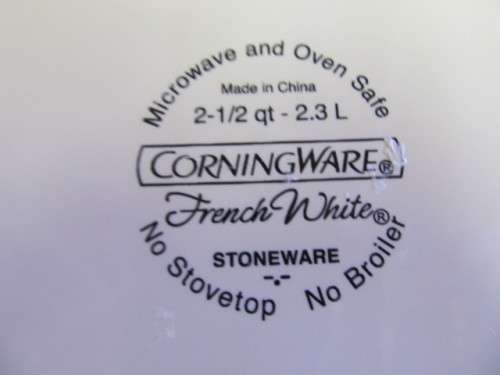 Microwave and Oven Safe
Made in China
2-1/2 qt - 2.3 L
CORNINGWARE®
French White®
STONEWARE
No Stovetop No Broiler